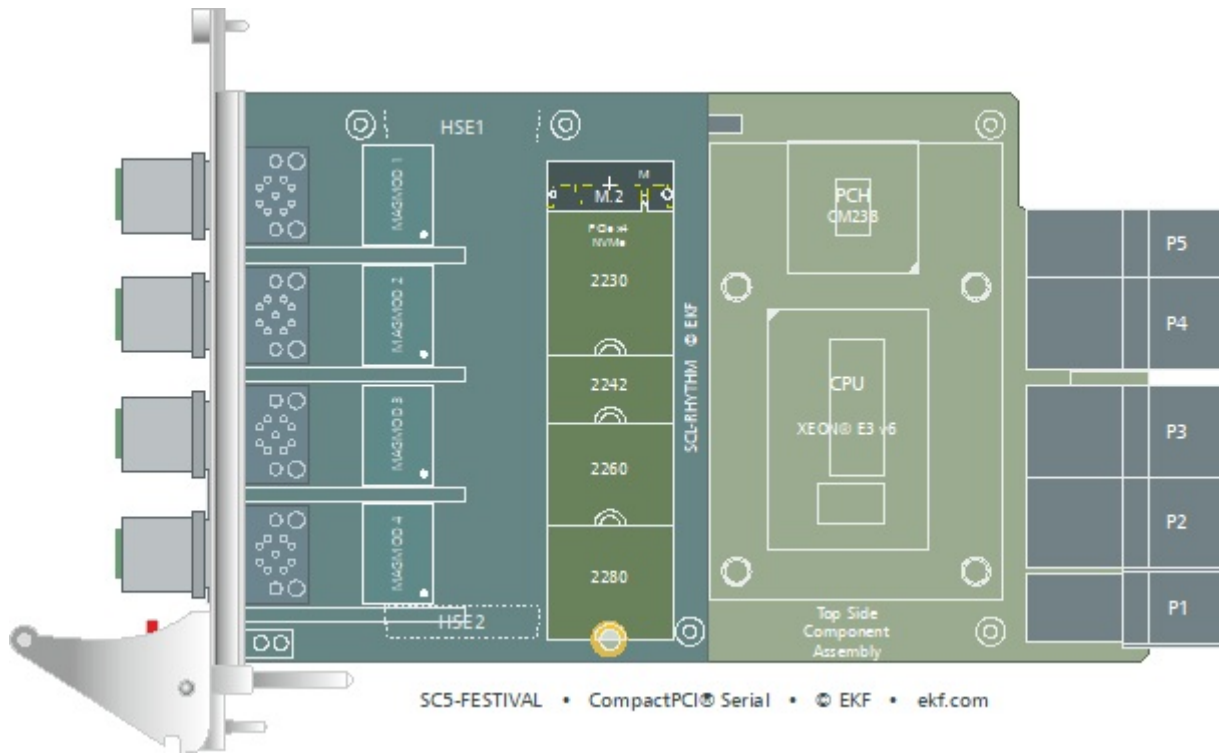 HSE1
MAGMOD 1
MAGMOD 2
MAGMOD 3
MAGMOD 4
HSE2
M
M.2
PCIe x4
NVMe
2230
2242
2260
2280
SCL-RHYTHM © EKF
PCH
CM238
CPU
XEON® E3 v6
Top Side
Component
Assembly
P5
P4
P3
P2
P1
SC5-FESTIVAL • CompactPCI® Serial • © EKF • ekf.com